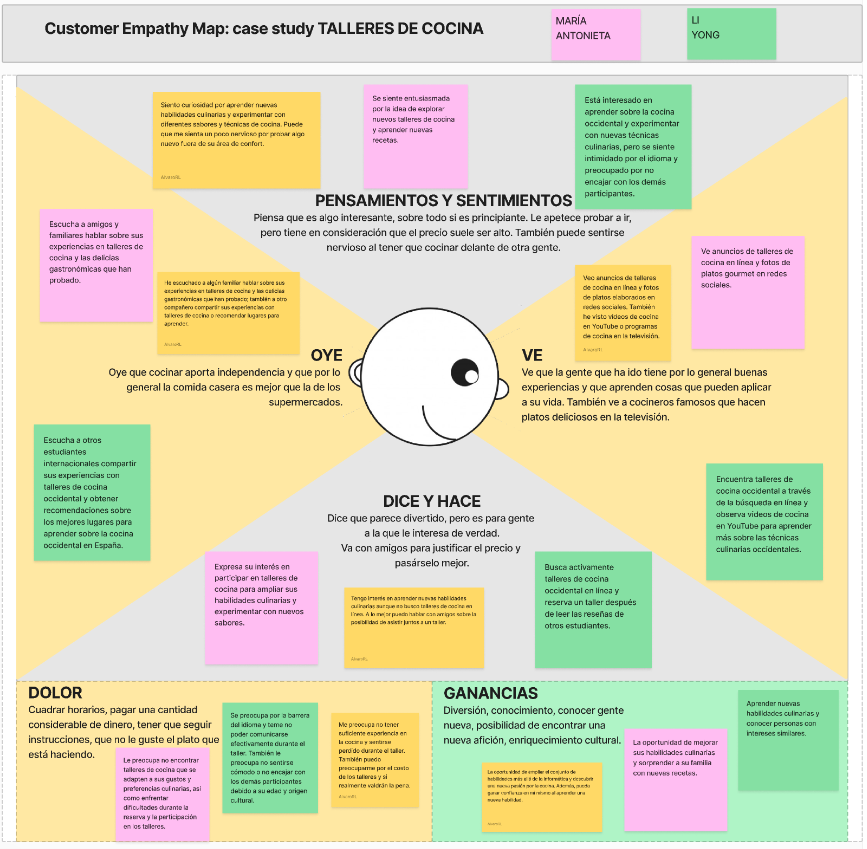 Customer Empathy Map: case study TALLERES DE COCINA
MARÍA
ANTONIETA
LI
YONG
Siento curiosidad por aprender nuevas
habilidades culinarias y experimentar con
diferentes sabores y técnicas de cocina. Puede
que me sienta un poco nervioso por probar algo
nuevo fuera de su área de confort.
AlvaroRL
Se siente entusiasmada
por la idea de explorar
nuevos talleres de cocina
y aprender nuevas
recetas.
Está interesado en
aprender sobre la cocina
occidental y experimentar
con nuevas técnicas
culinarias, pero se siente
intimidado por el idioma y
preocupado por no
encajar con los demás
participantes.
PENSAMIENTOS Y SENTIMIENTOS
Piensa que es algo interesante, sobre todo si es principiante. Le apetece probar a ir,
pero tiene en consideración que el precio suele ser alto. También puede sentirse
nervioso al tener que cocinar delante de otra gente.
Escucha a amigos y
familiares hablar sobre sus
experiencias en talleres de
cocina y las delicias
gastronómicas que han
probado.
He escuchado a algún familiar hablar sobre sus
experiencias en talleres de cocina y las delicias
gastronómicas que han probado; también a otro
compañero compartir sus experiencias con
talleres de cocina o recomendar lugares para
aprender.
AlvaroRL
OYE
Oye que cocinar aporta independencia y que por lo
general la comida casera es mejor que la de los
supermercados.
Escucha a otros
estudiantes
internacionales compartir
sus experiencias con
talleres de cocina
occidental y obtener
recomendaciones sobre
los mejores lugares para
aprender sobre la cocina
occidental en España.
Veo anuncios de talleres
de cocina en línea y fotos
de platos elaborados en
redes sociales. También
he visto vídeos de cocina
en YouTube o programas
de cocina en la televisión.
AlvaroRL
Ve anuncios de talleres de
cocina en línea y fotos de
platos gourmet en redes
sociales.
VE
Ve que la gente que ha ido tiene por lo general buenas
experiencias y que aprenden cosas que pueden aplicar
a su vida. También ve a cocineros famosos que hacen
platos deliciosos en la televisión.
Encuentra talleres de
cocina occidental a través
de la búsqueda en línea y
observa videos de cocina
en YouTube para aprender
más sobre las técnicas
culinarias occidentales.
DICE Y HACE
Dice que parece divertido, pero es para gente
a la que le interesa de verdad.
Va con amigos para justificar el precio y
pasárselo mejor.
Expresa su interés en
participar en talleres de
cocina para ampliar sus
habilidades culinarias y
experimentar con nuevos
sabores.
Tengo interés en aprender nuevas habilidades
culinarias aunque no busco talleres de cocina en
línea. A lo mejor puedo hablar con amigos sobre la
posibilidad de asistir juntos a un taller.
AlvaroRL
Busca activamente
talleres de cocina
occidental en línea y
reserva un taller después
de leer las reseñas de
otros estudiantes.
DOLOR
Cuadrar horarios, pagar una cantidad
considerable de dinero, tener que seguir
instrucciones, que no le guste el plato que
está haciendo.
Le preocupa no encontrar
talleres de cocina que se
adapten a sus gustos y
preferencias culinarias, así
como enfrentar
dificultades durante la
reserva y la participación
en los talleres.
Se preocupa por la barrera
del idioma y teme no
poder comunicarse
efectivamente durante el
taller. También le
preocupa no sentirse
cómodo o no encajar con
los demás participantes
debido a su edad y origen
cultural.
Me preocupa no tener
suficiente experiencia en
la cocina y sentirse
perdido durante el taller.
También puedo
preocuparme por el costo
de los talleres y si
realmente valdrán la pena.
AlvaroRL
GANANCIAS
Diversión, conocimiento, conocer gente
nueva, posibilidad de encontrar una
nueva afición, enriquecimiento cultural.
La oportunidad de ampliar el conjunto de
habilidades más allá de la informática y descubrir
una nueva pasión por la cocina. Además, puedo
ganar confianza en mí mismo al aprender una
nueva habilidad.
AlvaroRL
La oportunidad de mejorar
sus habilidades culinarias
y sorprender a su familia
con nuevas recetas.
Aprender nuevas
habilidades culinarias y
conocer personas con
intereses similares.